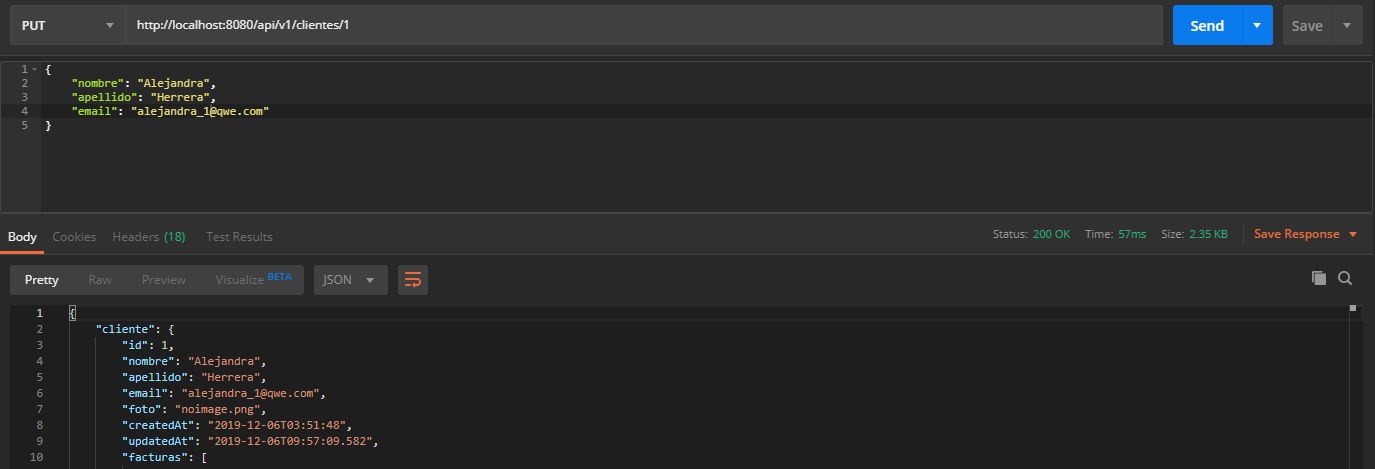 PUT http://localhost:8080/api/v1/clientes/1 Send Save
1 {
2 "nombre": "Alejandra",
3 "apellido": "Herrera",
4 "email": "alejandra_1@qwe.com"
5 }
Body Cookies Headers (18) Test Results Status: 200 OK Time: 57ms Size: 2.35 KB Save Response
Pretty Raw Preview Visualize BETA JSON
1 {
2 "cliente": {
3 "id": 1,
4 "nombre": "Alejandra",
5 "apellido": "Herrera",
6 "email": "alejandra_1@qwe.com",
7 "foto": "noimage.png",
8 "createdAt": "2019-12-06T03:51:48",
9 "updatedAt": "2019-12-06T09:57:09.582",
10 "facturas": [